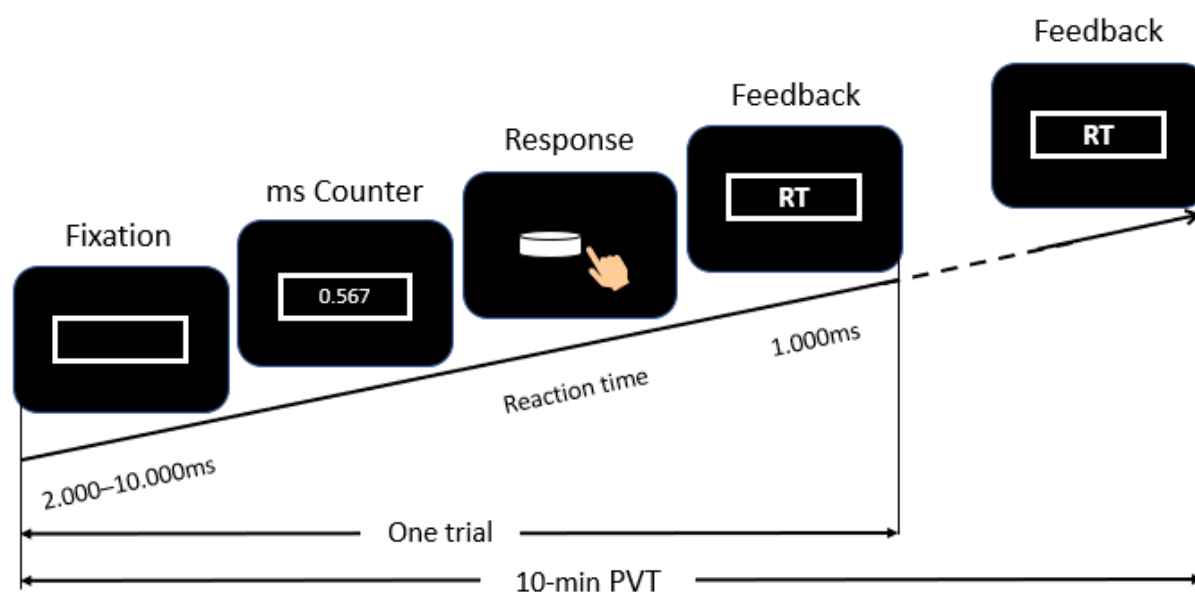 Feedback
Feedback
RT
Response
RT
ms Counter
Fixation
0.567
1.000ms
Reaction time
2.000–10.000ms
One trial
10-min PVT